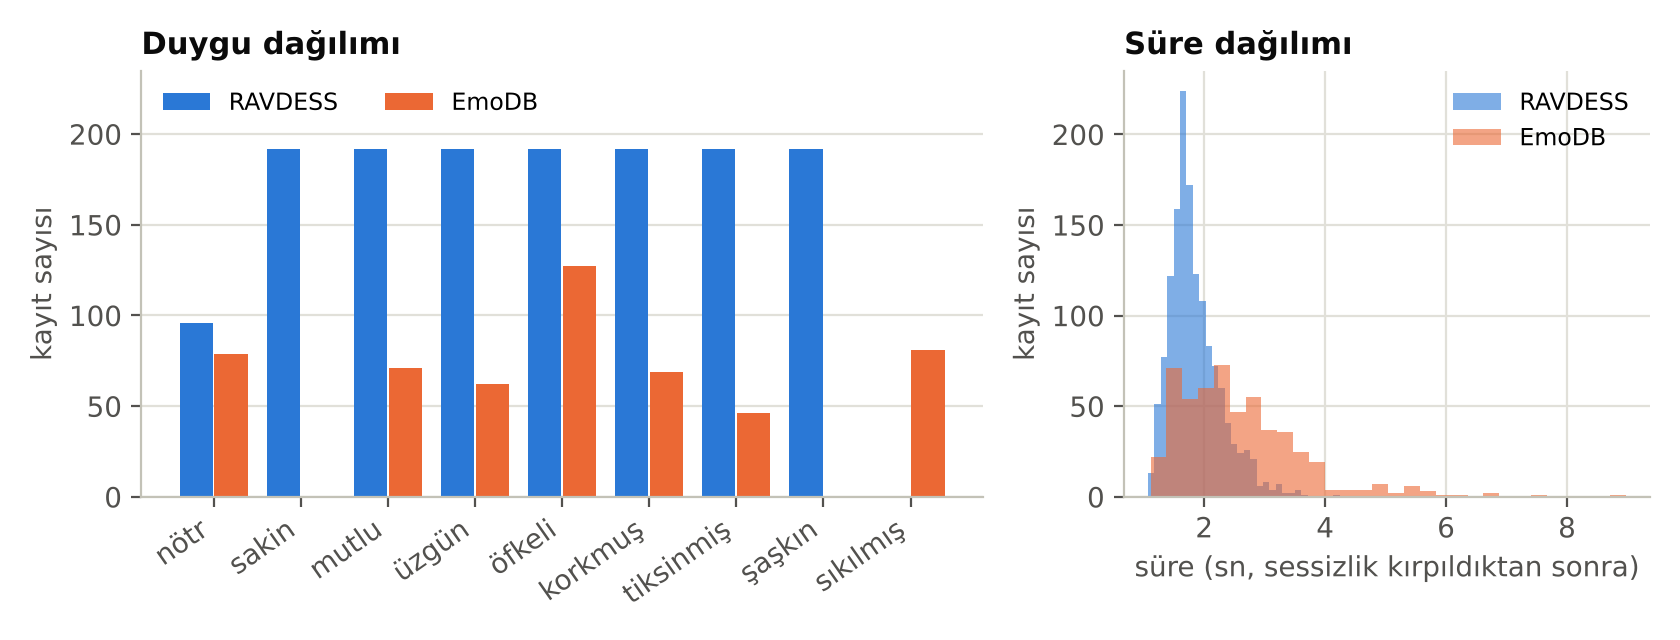 Duygu dağılımı
RAVDESS
EmoDB
kayıt sayısı
200
150
100
50
0
nötr
sakin
mutlu
üzgün
öfkeli
korkmuş
tiksinmiş
şaşkın
sıkılmış
Süre dağılımı
RAVDESS
EmoDB
kayıt sayısı
200
150
100
50
0
2
4
6
8
süre (sn, sessizlik kırpıldıktan sonra)